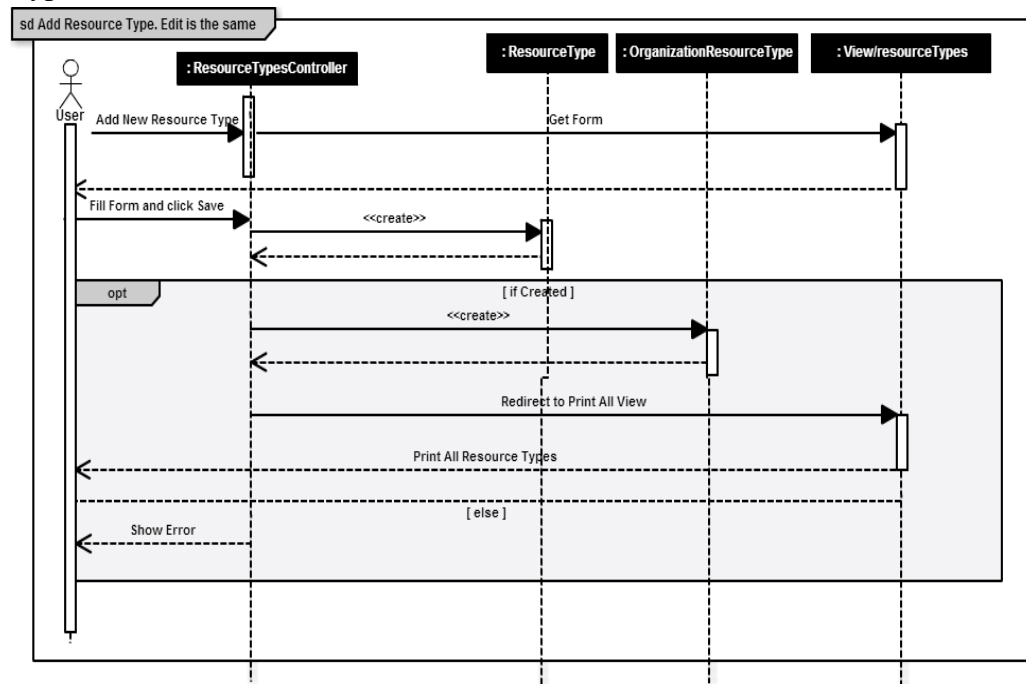 sd Add Resource Type. Edit is the same
: ResourceTypesController
: ResourceType
: OrganizationResourceType
: View/resourceTypes
User
Add New Resource Type
Get Form
Fill Form and click Save
<<create>>
opt
[ if Created ]
<<create>>
Redirect to Print All View
Print All Resource Types
[ else ]
Show Error